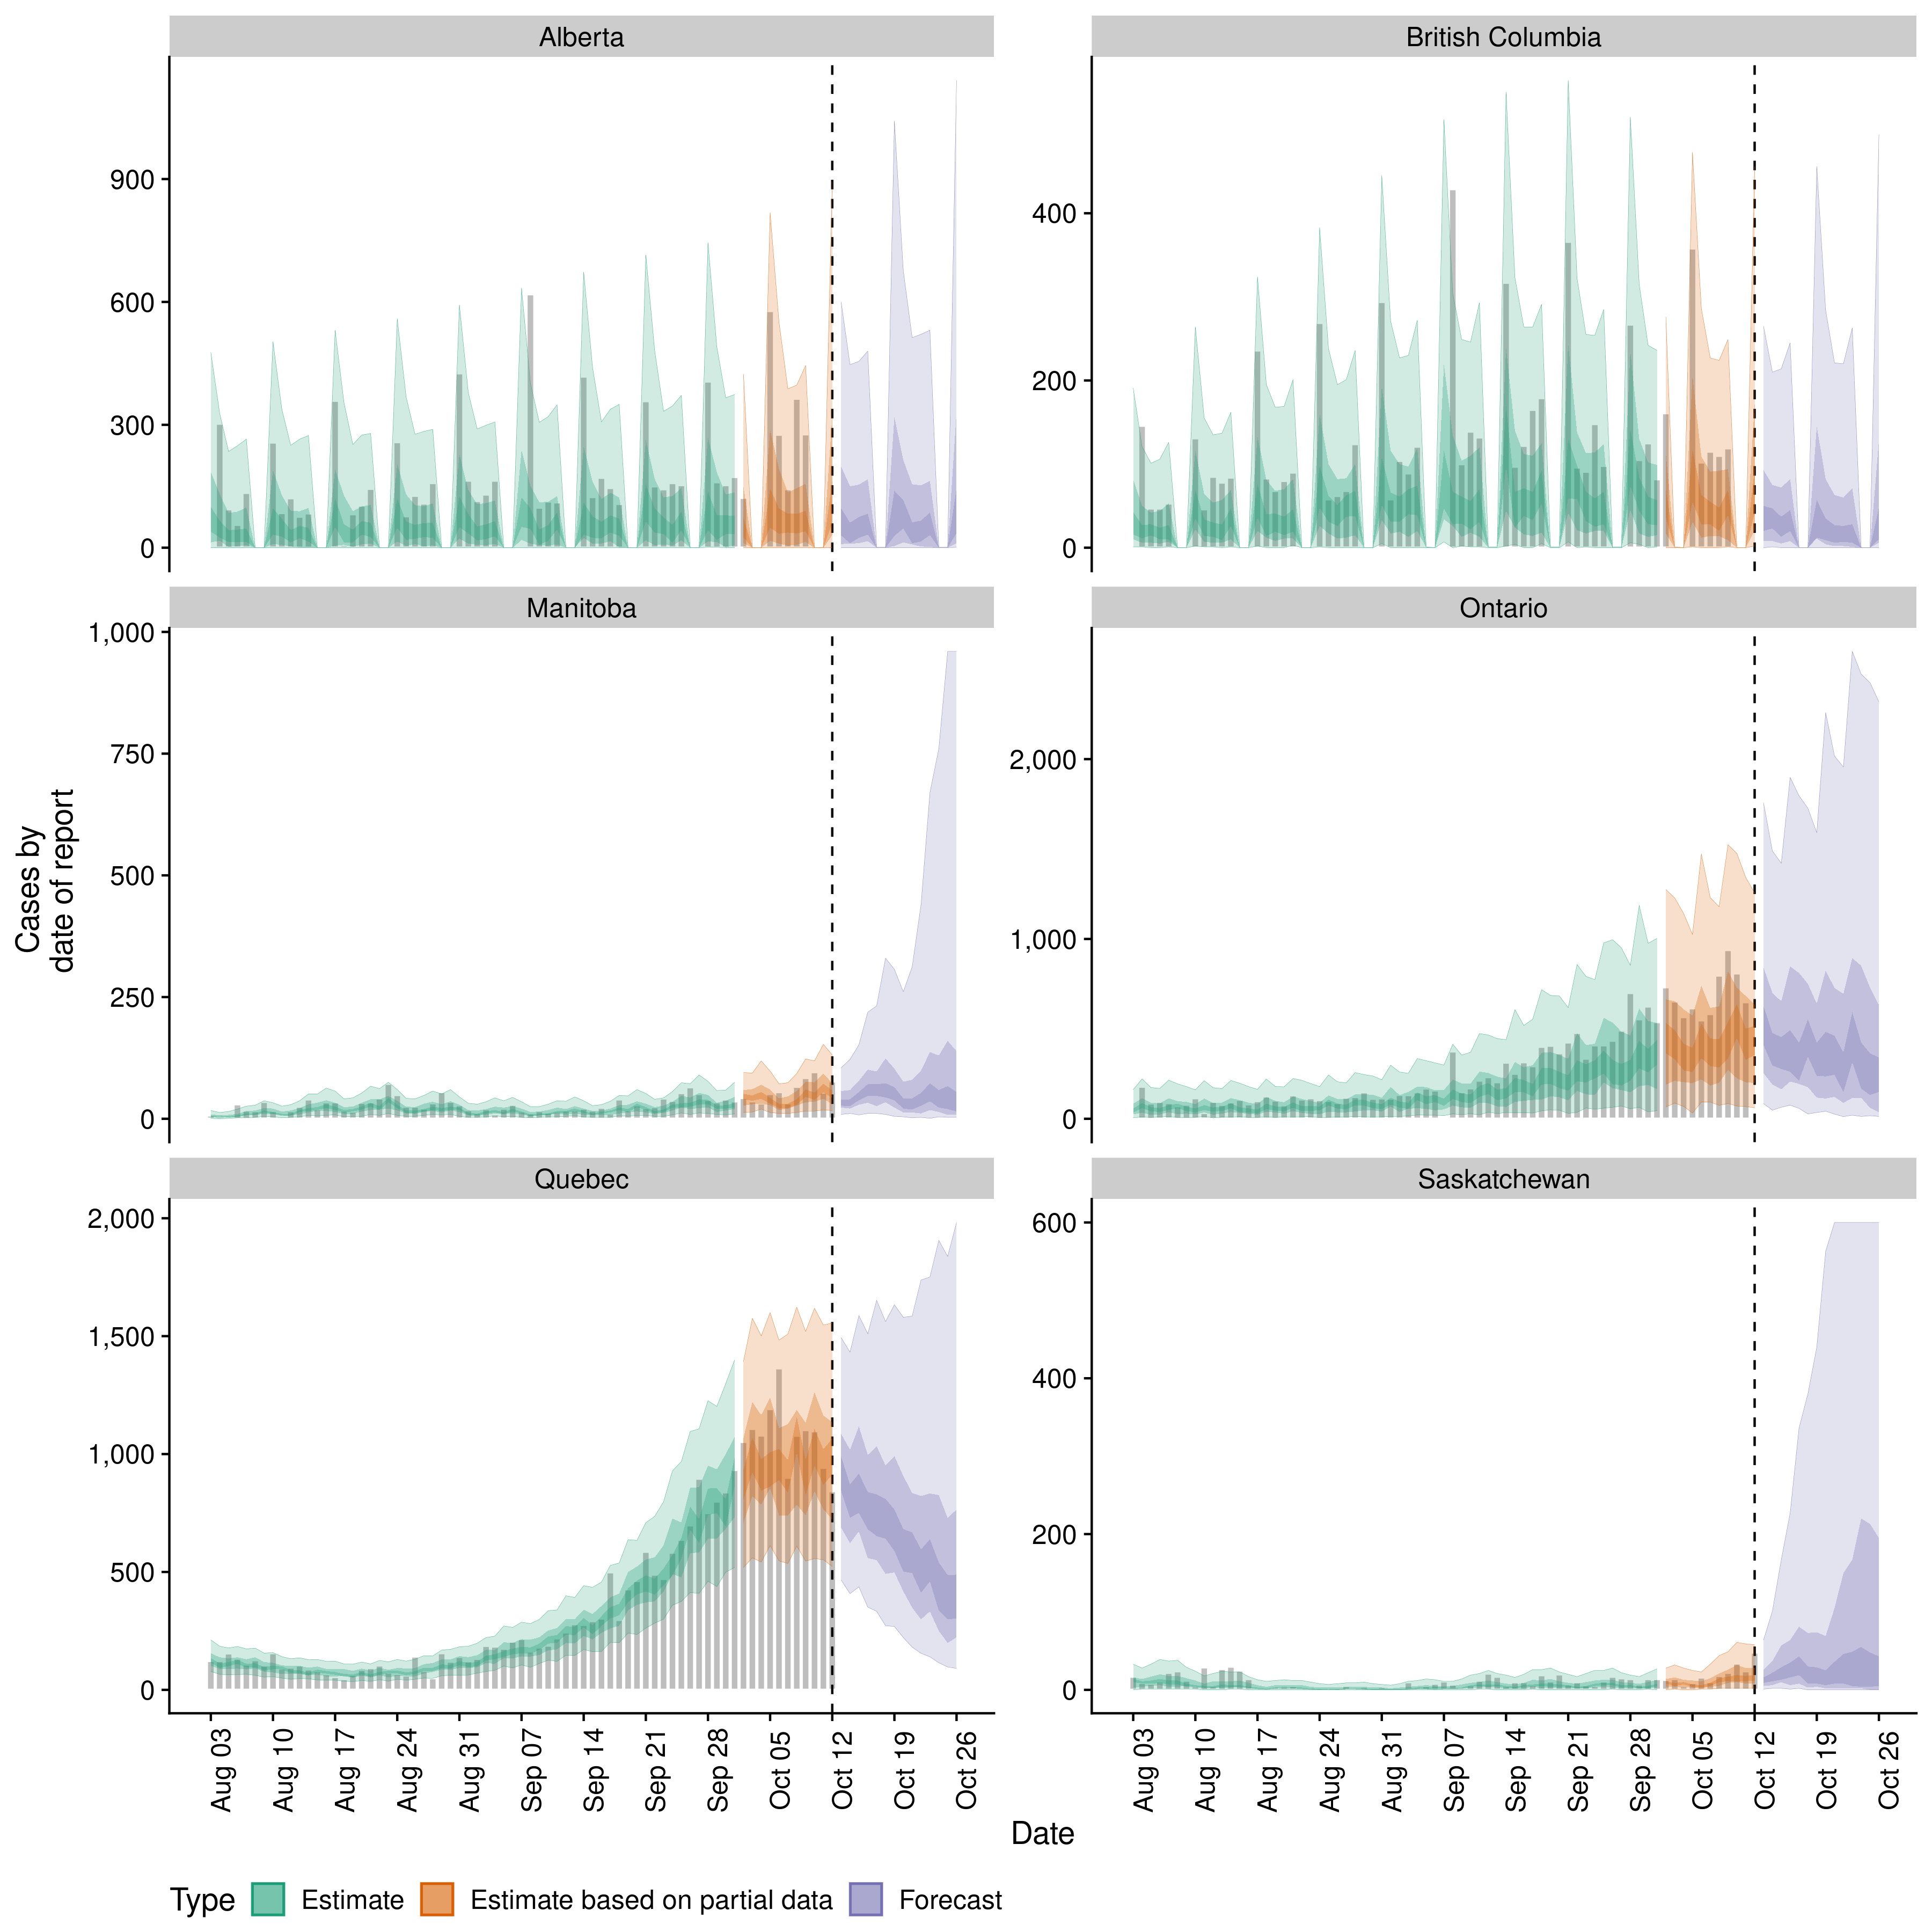 Alberta
British Columbia
900
600
300
0
400
200
0
Manitoba
Ontario
1,000
750
500
250
0
2,000
1,000
0
Cases by
date of report
Quebec
Saskatchewan
2,000
1,500
1,000
500
0
600
400
200
0
Aug 03
Aug 10
Aug 17
Aug 24
Aug 31
Sep 07
Sep 14
Sep 21
Sep 28
Oct 05
Oct 12
Oct 19
Oct 26
Aug 03
Aug 10
Aug 17
Aug 24
Aug 31
Sep 07
Sep 14
Sep 21
Sep 28
Oct 05
Oct 12
Oct 19
Oct 26
Date
Type Estimate Estimate based on partial data Forecast